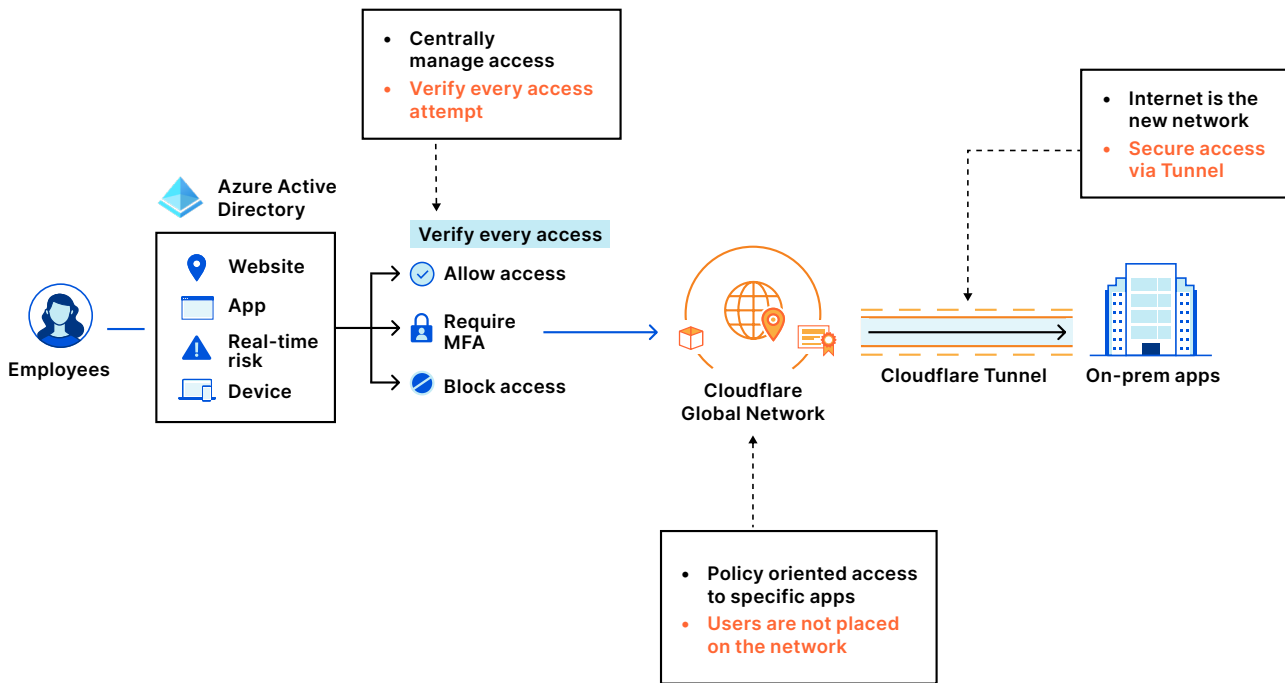 • Centrally
manage access
• Verify every access
attempt
• Internet is the
new network
• Secure access
via Tunnel
Azure Active
Directory
Verify every access
Website
App
Real-time
risk
Device
Employees
Allow access
Require
MFA
Block access
Cloudflare
Global Network
Cloudflare Tunnel
On-prem apps
• Policy oriented access
to specific apps
• Users are not placed
on the network